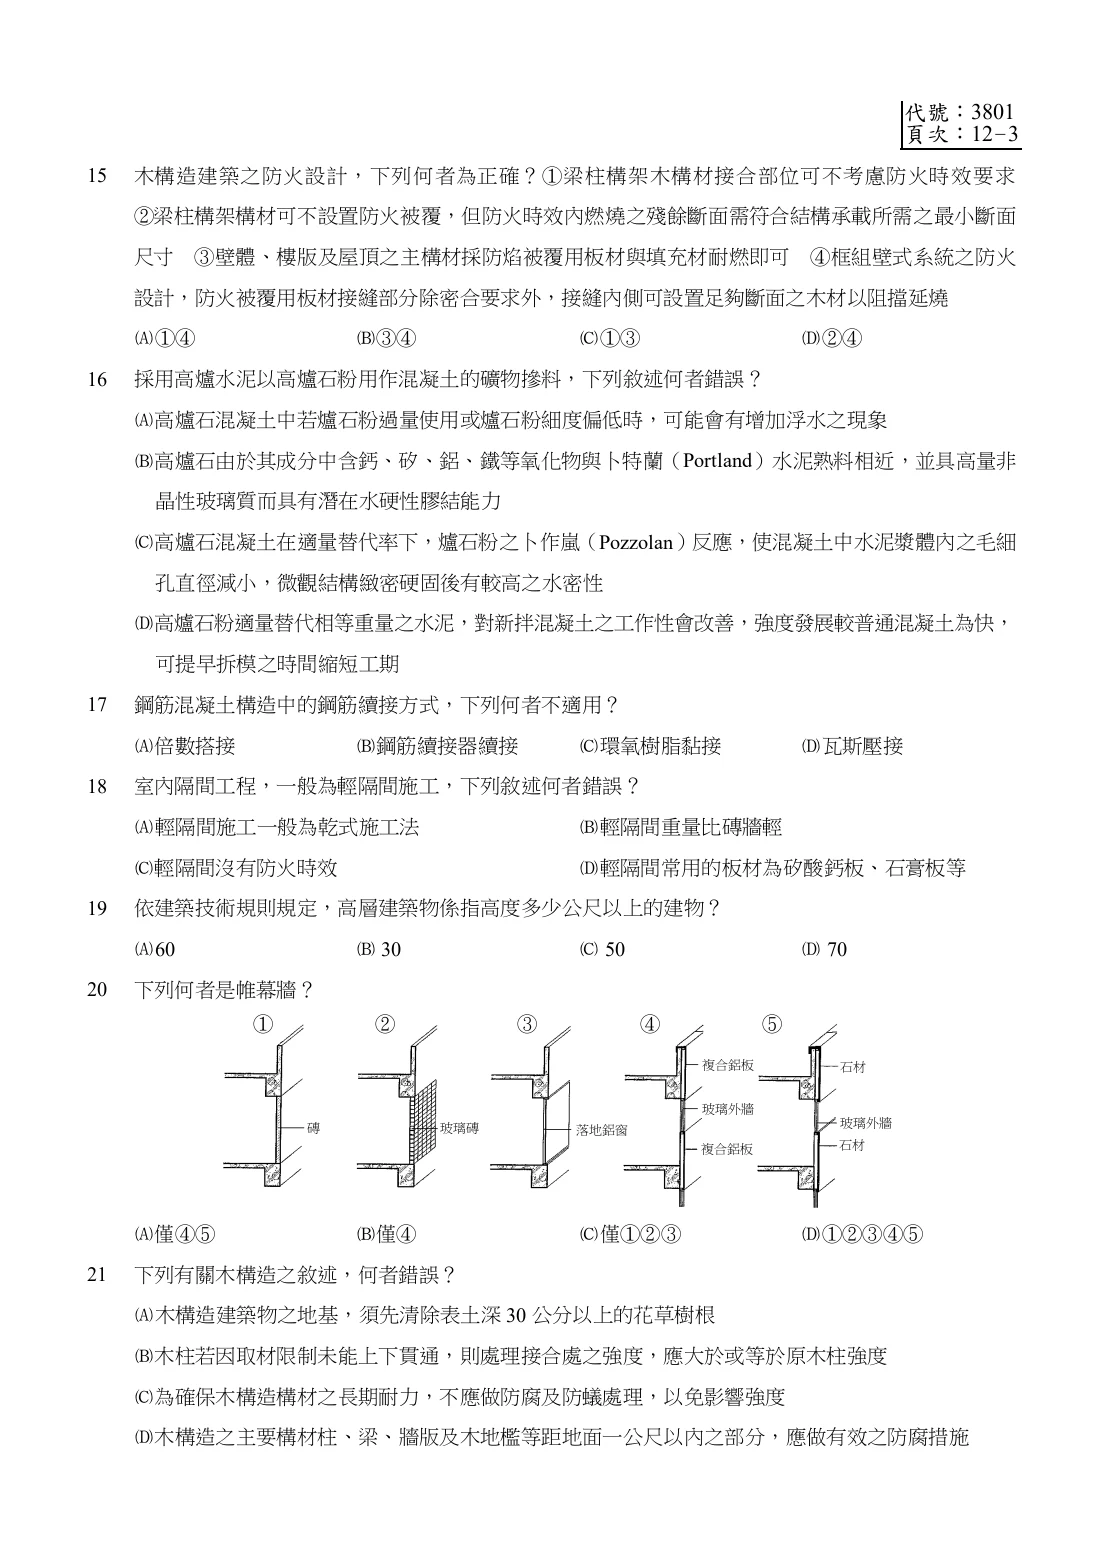 代號：3801
頁次：12－3
15 木構造建築之防火設計，下列何者為正確？①梁柱構架木構材接合部位可不考慮防火時效要求
②梁柱構架構材可不設置防火被覆，但防火時效內燃燒之殘餘斷面需符合結構承載所需之最小斷面
尺寸 ③壁體、樓版及屋頂之主構材採防焰被覆用板材與填充材耐燃即可 ④框組壁式系統之防火
設計，防火被覆用板材接縫部分除密合要求外，接縫內側可設置足夠斷面之木材以阻擋延燒
(A)①④ (B)③④ (C)①③ (D)②④
16 採用高爐水泥以高爐石粉用作混凝土的礦物摻料，下列敘述何者錯誤？
(A)高爐石混凝土中若爐石粉過量使用或爐石粉細度偏低時，可能會有增加浮水之現象
(B)高爐石由於其成分中含鈣、矽、鋁、鐵等氧化物與卜特蘭（Portland）水泥熟料相近，並具高量非
晶性玻璃質而具有潛在水硬性膠結能力
(C)高爐石混凝土在適量替代率下，爐石粉之卜作嵐（Pozzolan）反應，使混凝土中水泥漿體內之毛細
孔直徑減小，微觀結構緻密硬固後有較高之水密性
(D)高爐石粉適量替代相等重量之水泥，對新拌混凝土之工作性會改善，強度發展較普通混凝土為快，
可提早拆模之時間縮短工期
17 鋼筋混凝土構造中的鋼筋續接方式，下列何者不適用？
(A)倍數搭接 (B)鋼筋續接器續接 (C)環氧樹脂黏接 (D)瓦斯壓接
18 室內隔間工程，一般為輕隔間施工，下列敘述何者錯誤？
(A)輕隔間施工一般為乾式施工法 (B)輕隔間重量比磚牆輕
(C)輕隔間沒有防火時效 (D)輕隔間常用的板材為矽酸鈣板、石膏板等
19 依建築技術規則規定，高層建築物係指高度多少公尺以上的建物？
(A)60 (B) 30 (C) 50 (D) 70
20 下列何者是帷幕牆？
① ② ③ ④ ⑤
複合鋁板 石材
玻璃外牆 玻璃外牆
磚 玻璃磚 落地鋁窗
複合鋁板 石材
(A)僅④⑤ (B)僅④ (C)僅①②③ (D)①②③④⑤
21 下列有關木構造之敘述，何者錯誤？
(A)木構造建築物之地基，須先清除表土深 30 公分以上的花草樹根
(B)木柱若因取材限制未能上下貫通，則處理接合處之強度，應大於或等於原木柱強度
(C)為確保木構造構材之長期耐力，不應做防腐及防蟻處理，以免影響強度
(D)木構造之主要構材柱、梁、牆版及木地檻等距地面一公尺以內之部分，應做有效之防腐措施